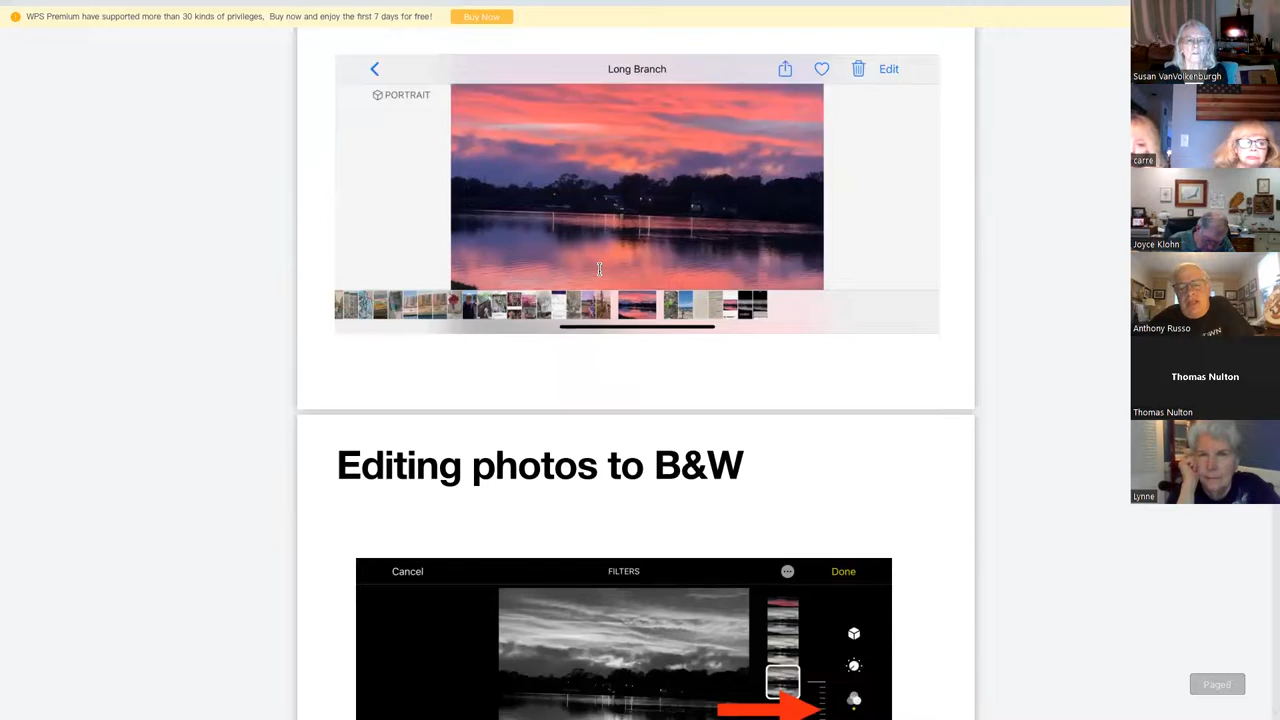 WPS Premium have supported more than 30 kinds of privileges, Buy now and enjoy the first 7 days for free!
Buy Now
Long Branch
Edit
PORTRAIT
Editing photos to B&W
Cancel
FILTERS
Done
Page8
Susan VanVolkenburgh
carre
Joyce Klohn
Anthony Russo
Thomas Nulton
Thomas Nulton
Lynne